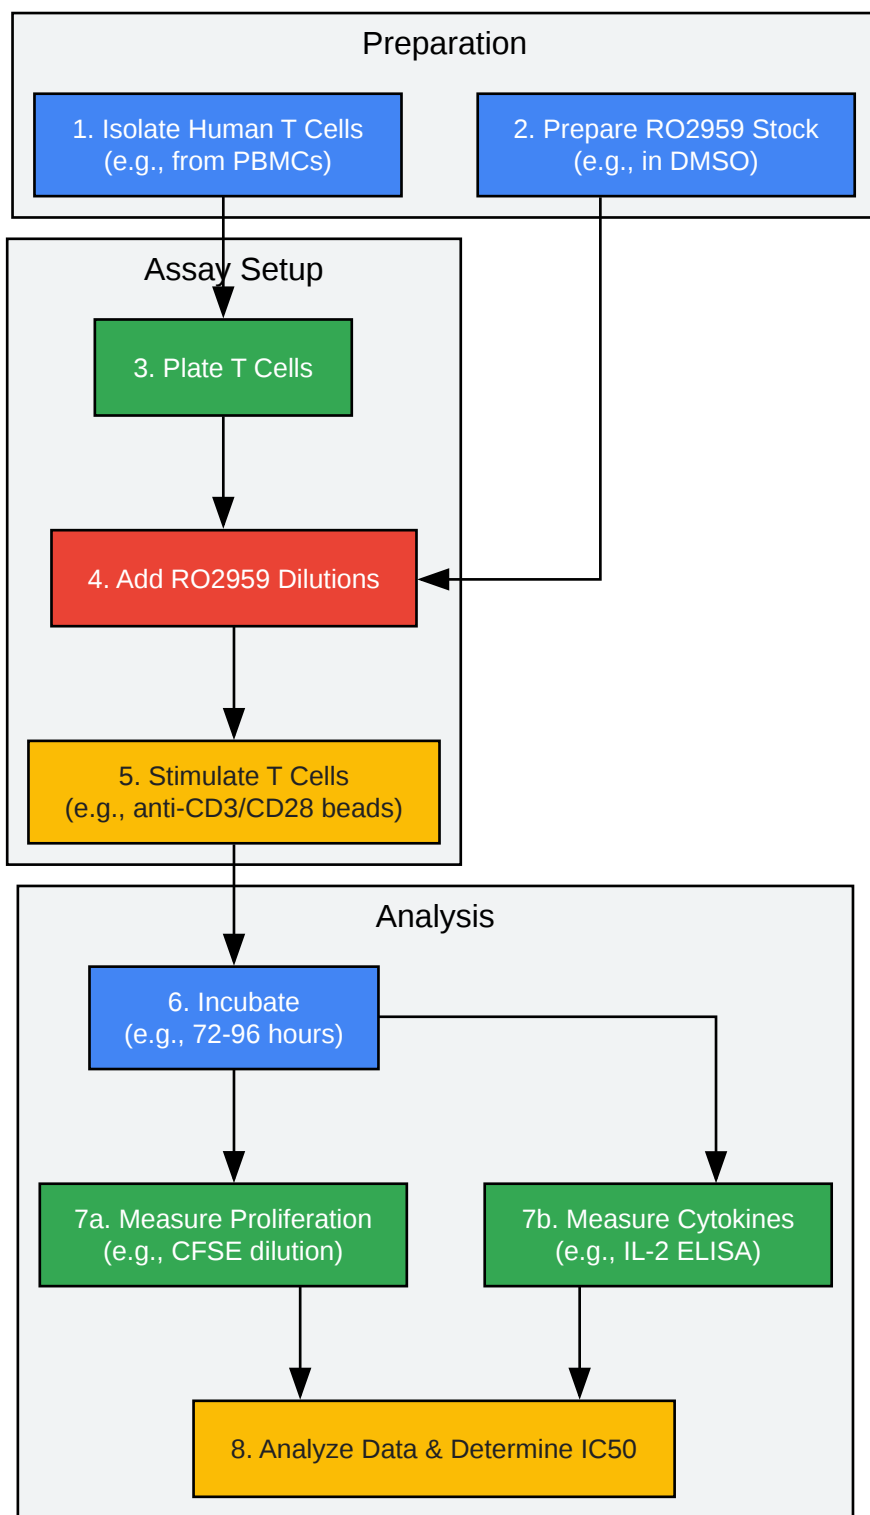 Preparation
1. Isolate Human T Cells
(e.g., from PBMCs)
2. Prepare RO2959 Stock
(e.g., in DMSO)
Assay Setup
3. Plate T Cells
4. Add RO2959 Dilutions
5. Stimulate T Cells
(e.g., anti-CD3/CD28 beads)
Analysis
6. Incubate
(e.g., 72-96 hours)
7a. Measure Proliferation
(e.g., CFSE dilution)
7b. Measure Cytokines
(e.g., IL-2 ELISA)
8. Analyze Data & Determine IC50